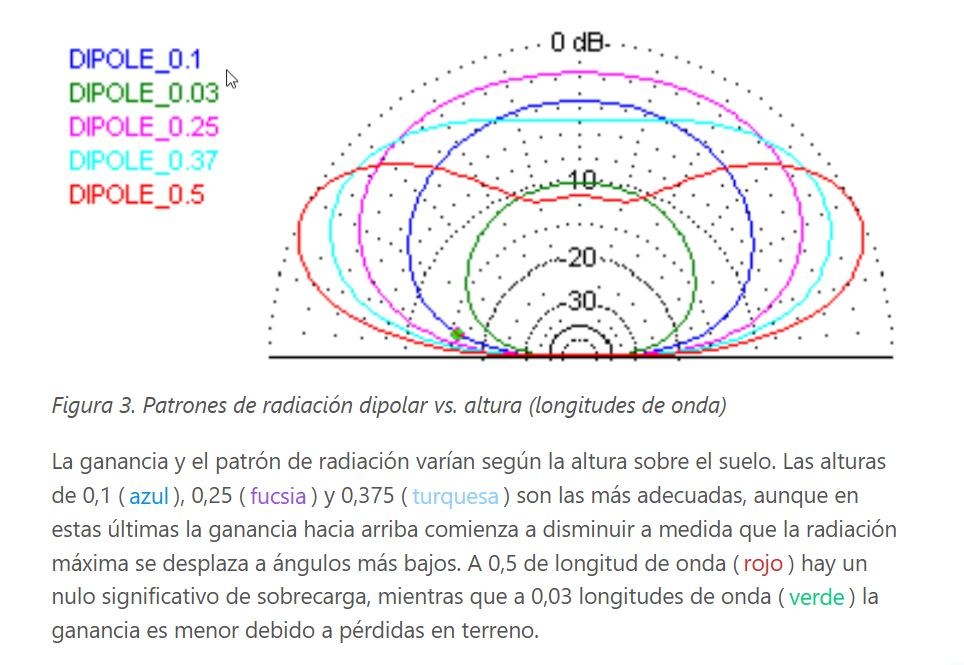 DIPOLE_0.1
DIPOLE_0.03
DIPOLE_0.25
DIPOLE_0.37
DIPOLE_0.5
0 dB
-10
-20
-30
Figura 3. Patrones de radiación dipolar vs. altura (longitudes de onda)
La ganancia y el patrón de radiación varían según la altura sobre el suelo. Las alturas
de 0,1 ( azul ), 0,25 ( fucsia ) y 0,375 ( turquesa ) son las más adecuadas, aunque en
estas últimas la ganancia hacia arriba comienza a disminuir a medida que la radiación
máxima se desplaza a ángulos más bajos. A 0,5 de longitud de onda ( rojo ) hay un
nulo significativo de sobrecarga, mientras que a 0,03 longitudes de onda ( verde ) la
ganancia es menor debido a pérdidas en terreno.